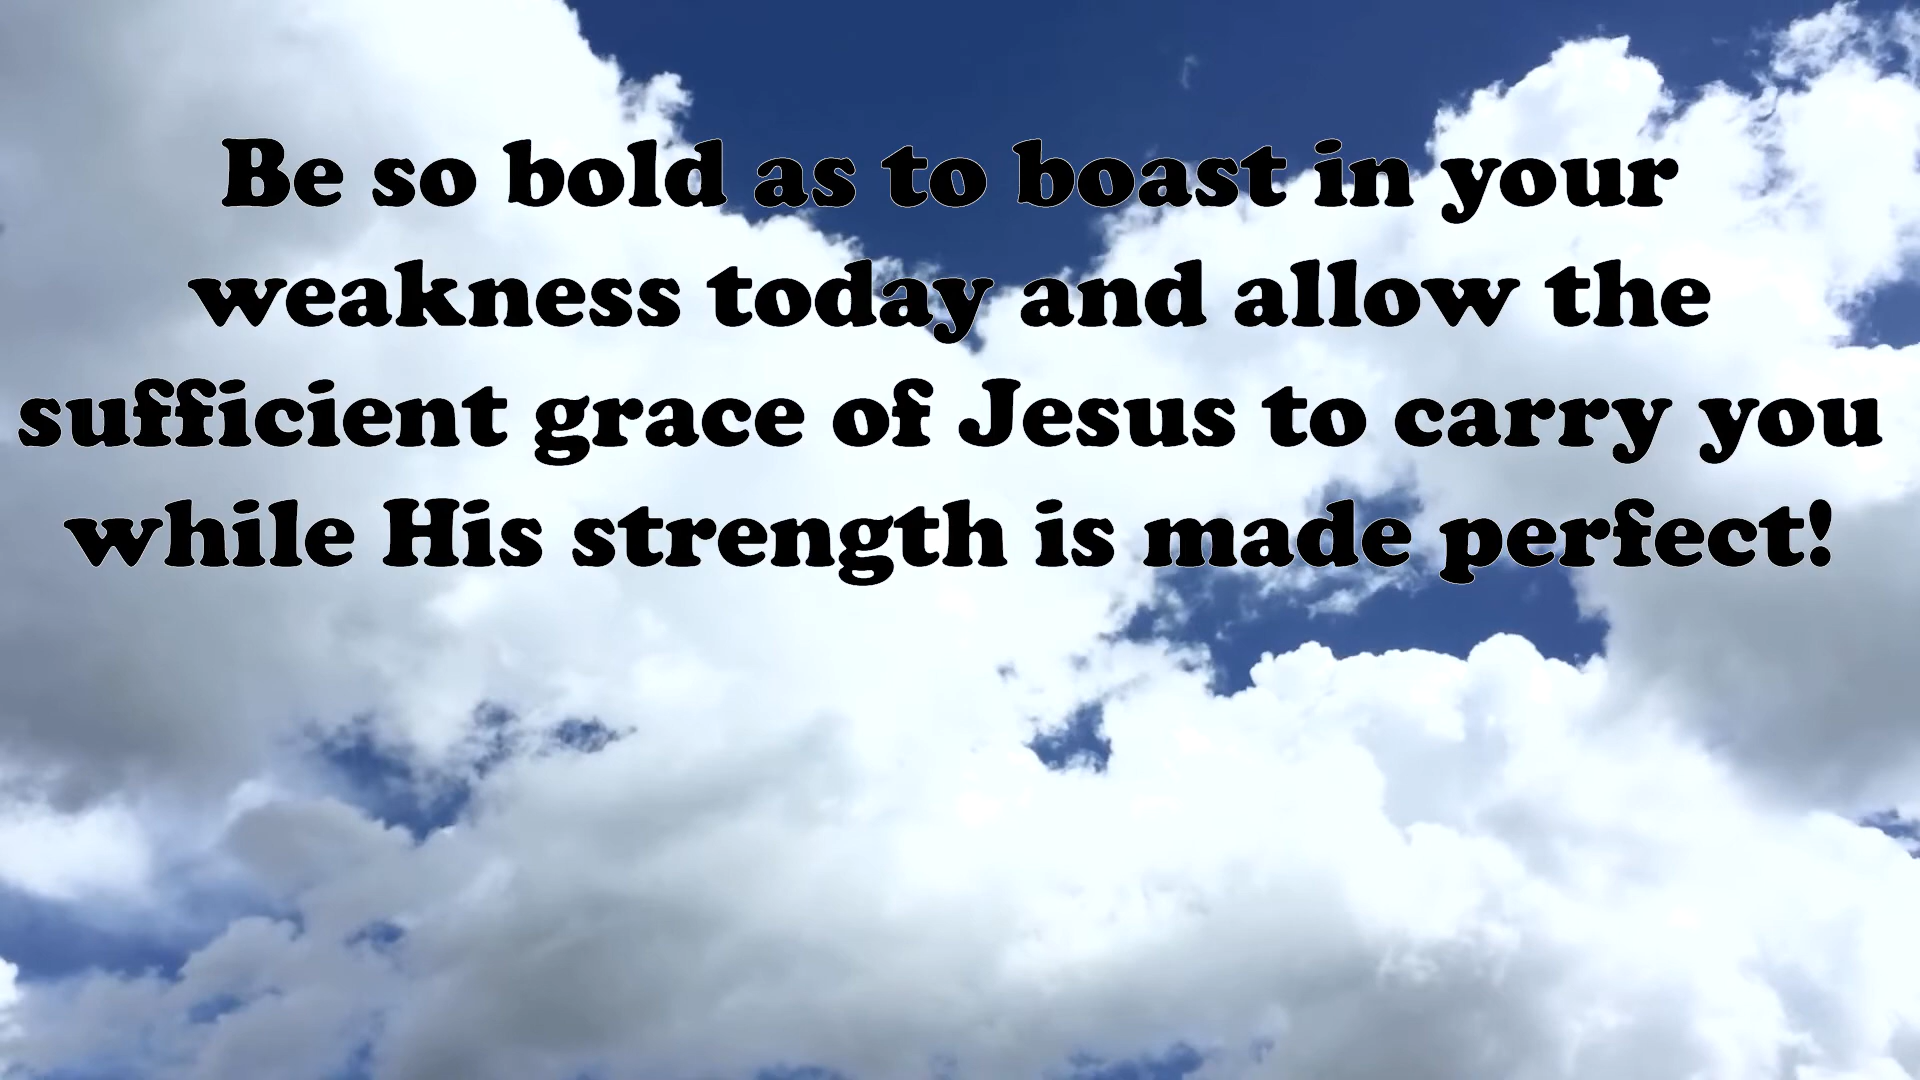 Be so bold as to boast in your
weakness today and allow the
sufficient grace of Jesus to carry you
while His strength is made perfect!